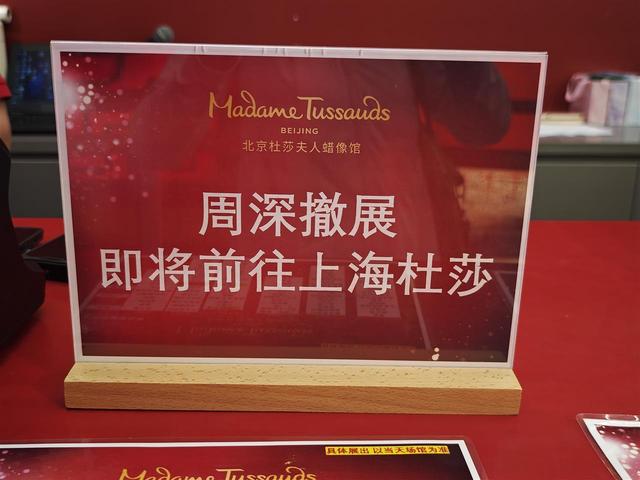 Madame Tussauds
BEIJING
北京杜莎夫人蜡像馆
周深撤展
即将前往上海杜莎
具体展出 以当天场馆为准
Madame Tussauds